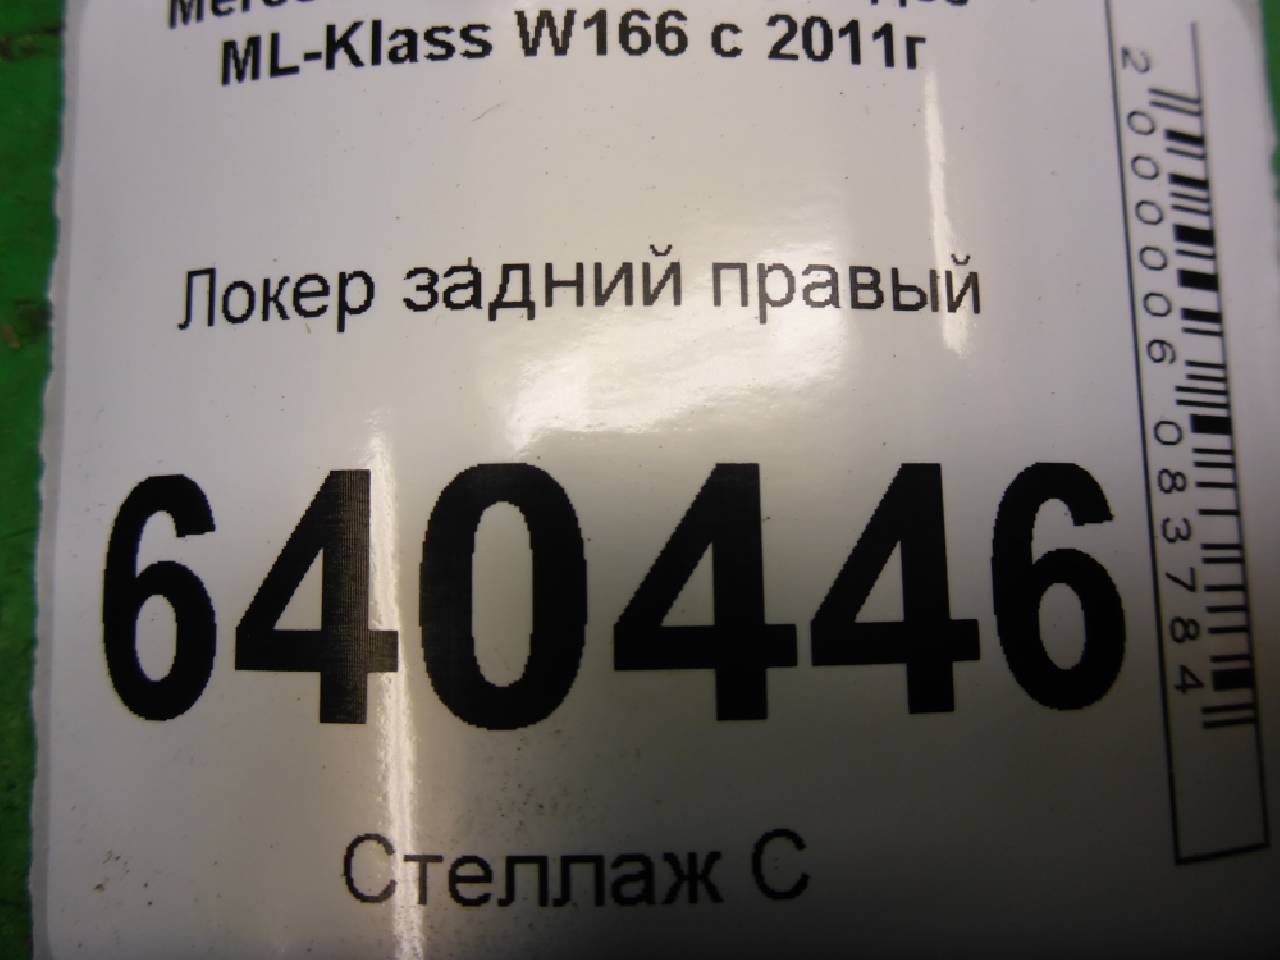 ML-Klass W166 с 2011г
Локер задний правый
640446
Стеллаж С
2000006083784